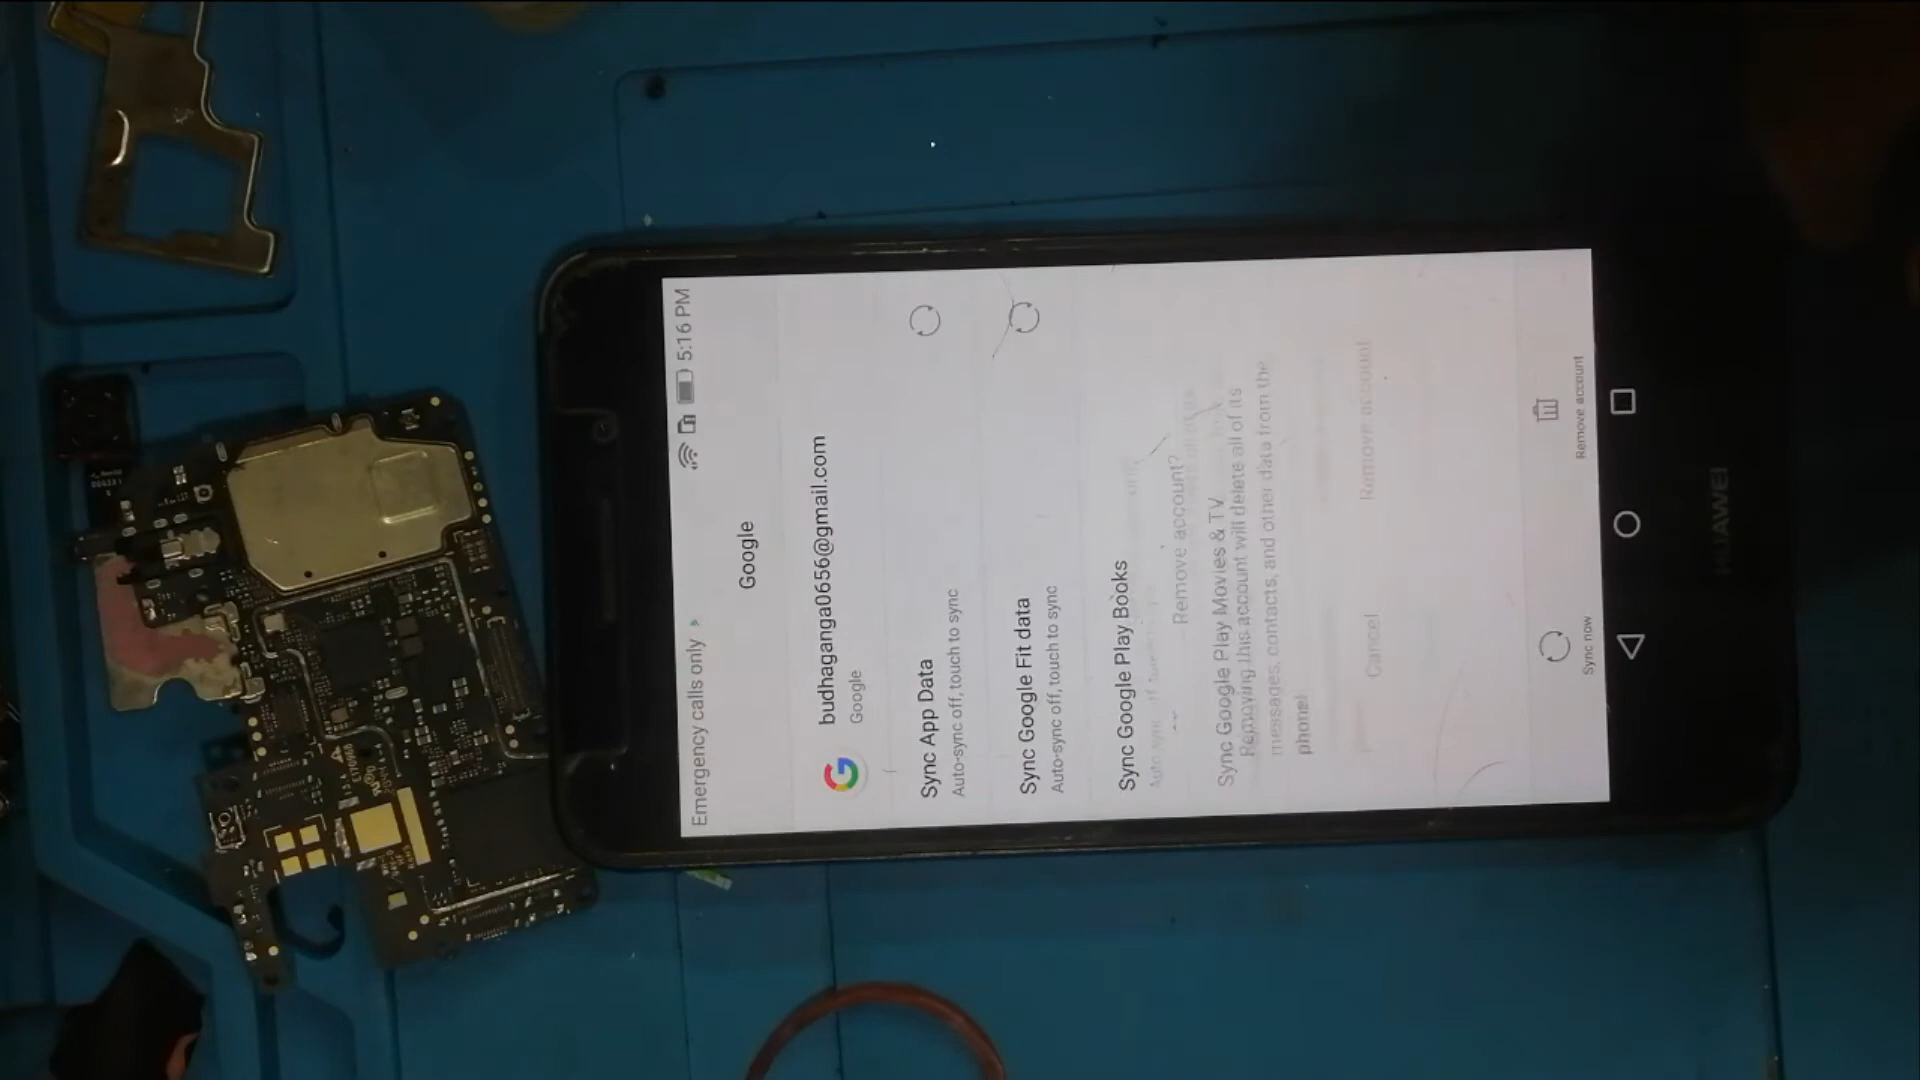 Emergency calls only
5:16 PM
Google
budhaganga0656@gmail.com
Google
Sync App Data
Auto-sync off, touch to sync
Sync Google Fit data
Auto-sync off, touch to sync
Sync Google Play Books
Remove account?
Sync Google Play Movies & TV
Removing this account will delete all of its
messages, contacts, and other data from the
phone!
Cancel
Remove account
Sync now
Remove account
HUAWEI